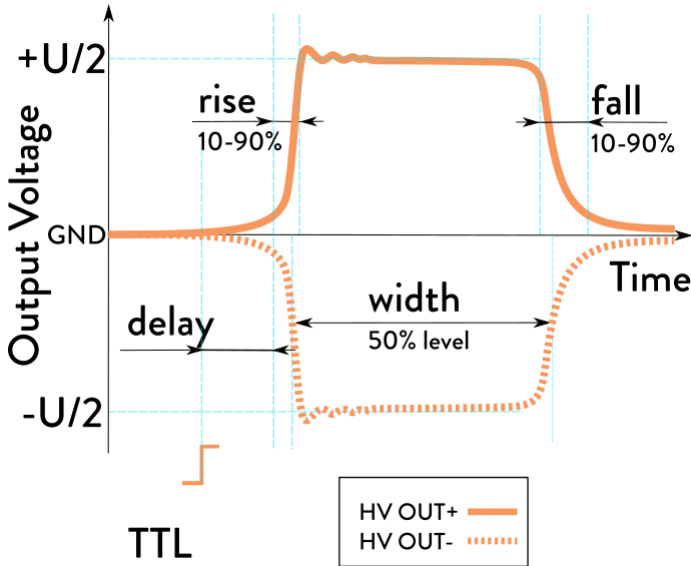 +U/2
rise
10-90%
fall
10-90%
Output Voltage
GND
Time
width
50% level
delay
-U/2
TTL
HV OUT+
HV OUT-